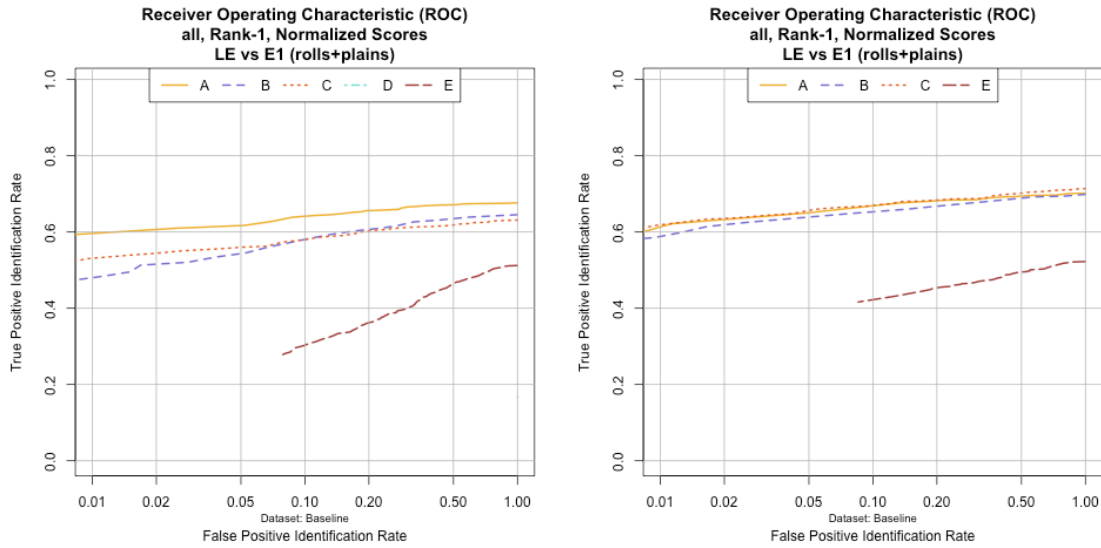 Receiver Operating Characteristic (ROC)
all, Rank-1, Normalized Scores
LE vs E1 (rolls+plains)
A B C D E
True Positive Identification Rate
1.0
0.8
0.6
0.4
0.2
0.0
0.01 0.02 0.05 0.10 0.20 0.50 1.00
Dataset: Baseline
False Positive Identification Rate
Receiver Operating Characteristic (ROC)
all, Rank-1, Normalized Scores
LE vs E1 (rolls+plains)
A B C E
True Positive Identification Rate
1.0
0.8
0.6
0.4
0.2
0.0
0.01 0.02 0.05 0.10 0.20 0.50 1.00
Dataset: Baseline
False Positive Identification Rate